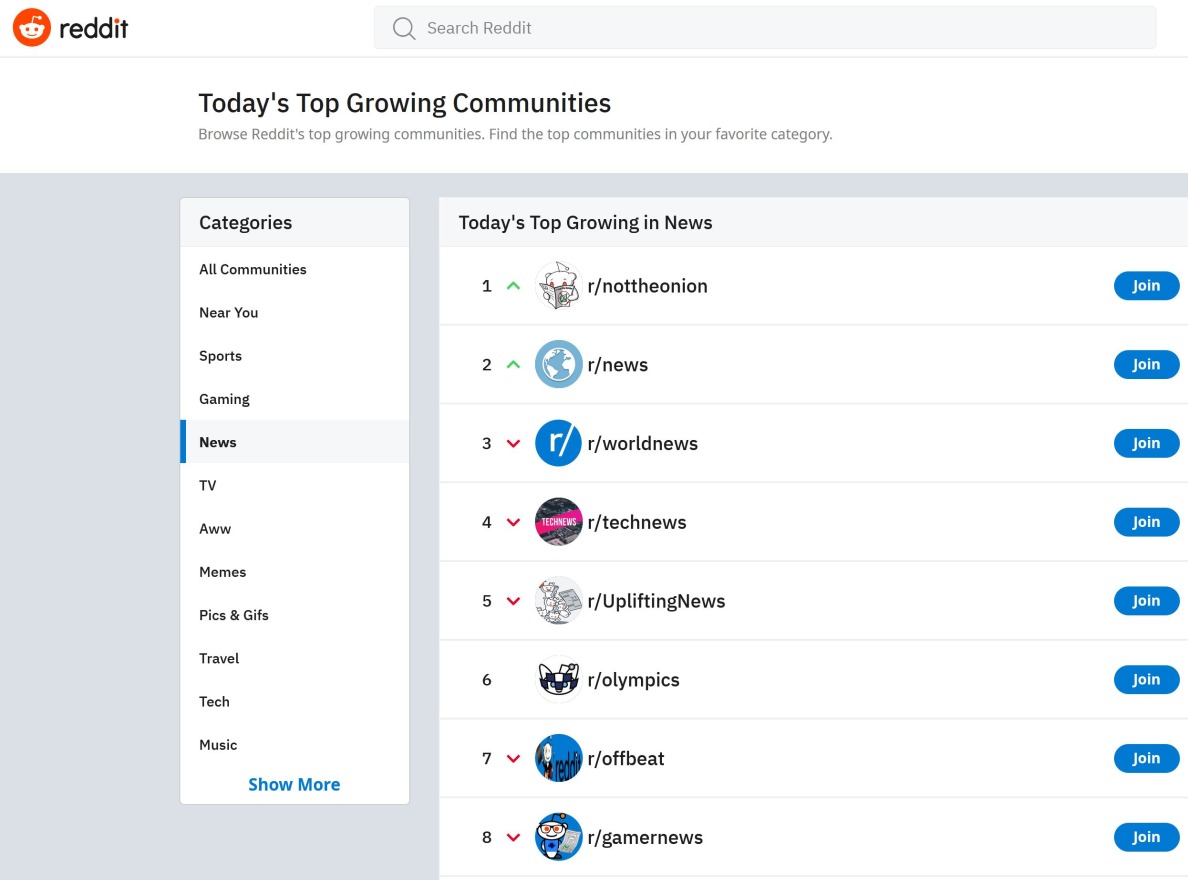 reddit
Search Reddit
Today's Top Growing Communities
Browse Reddit's top growing communities. Find the top communities in your favorite category.
Categories
All Communities
Near You
Sports
Gaming
News
TV
Aww
Memes
Pics & Gifs
Travel
Tech
Music
Show More
Today's Top Growing in News
1 r/nottheonion Join
2 r/news Join
3 r/ r/worldnews Join
4 TECHNEWS r/technews Join
5 r/UpliftingNews Join
6 r/olympics Join
7 reddit r/offbeat Join
8 r/gamernews Join